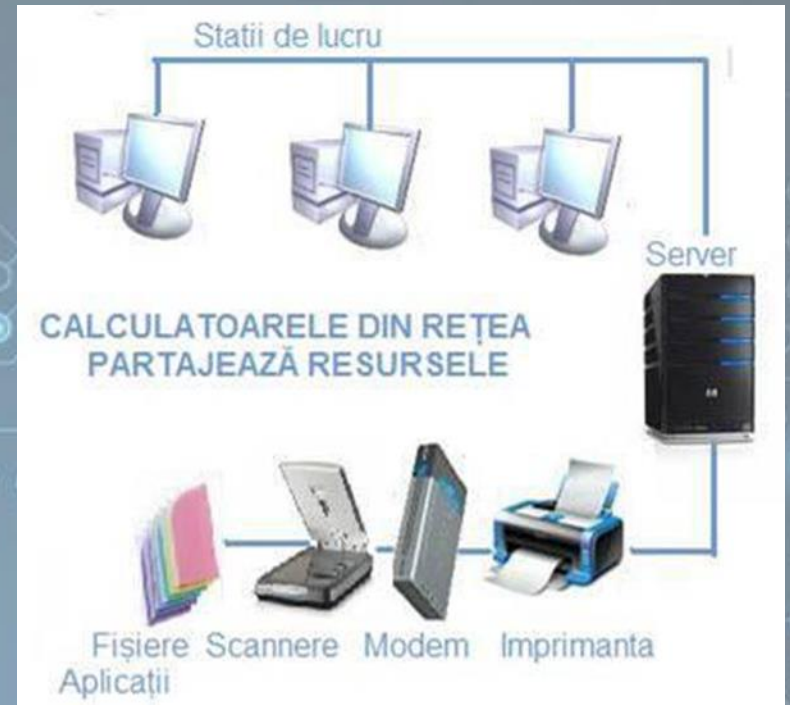 Statii de lucru
Server
CALCULATOARELE DIN REȚEA
PARTAJEAZĂ RESURSELE
Fișiere Scannere Modem Imprimanta
Aplicații